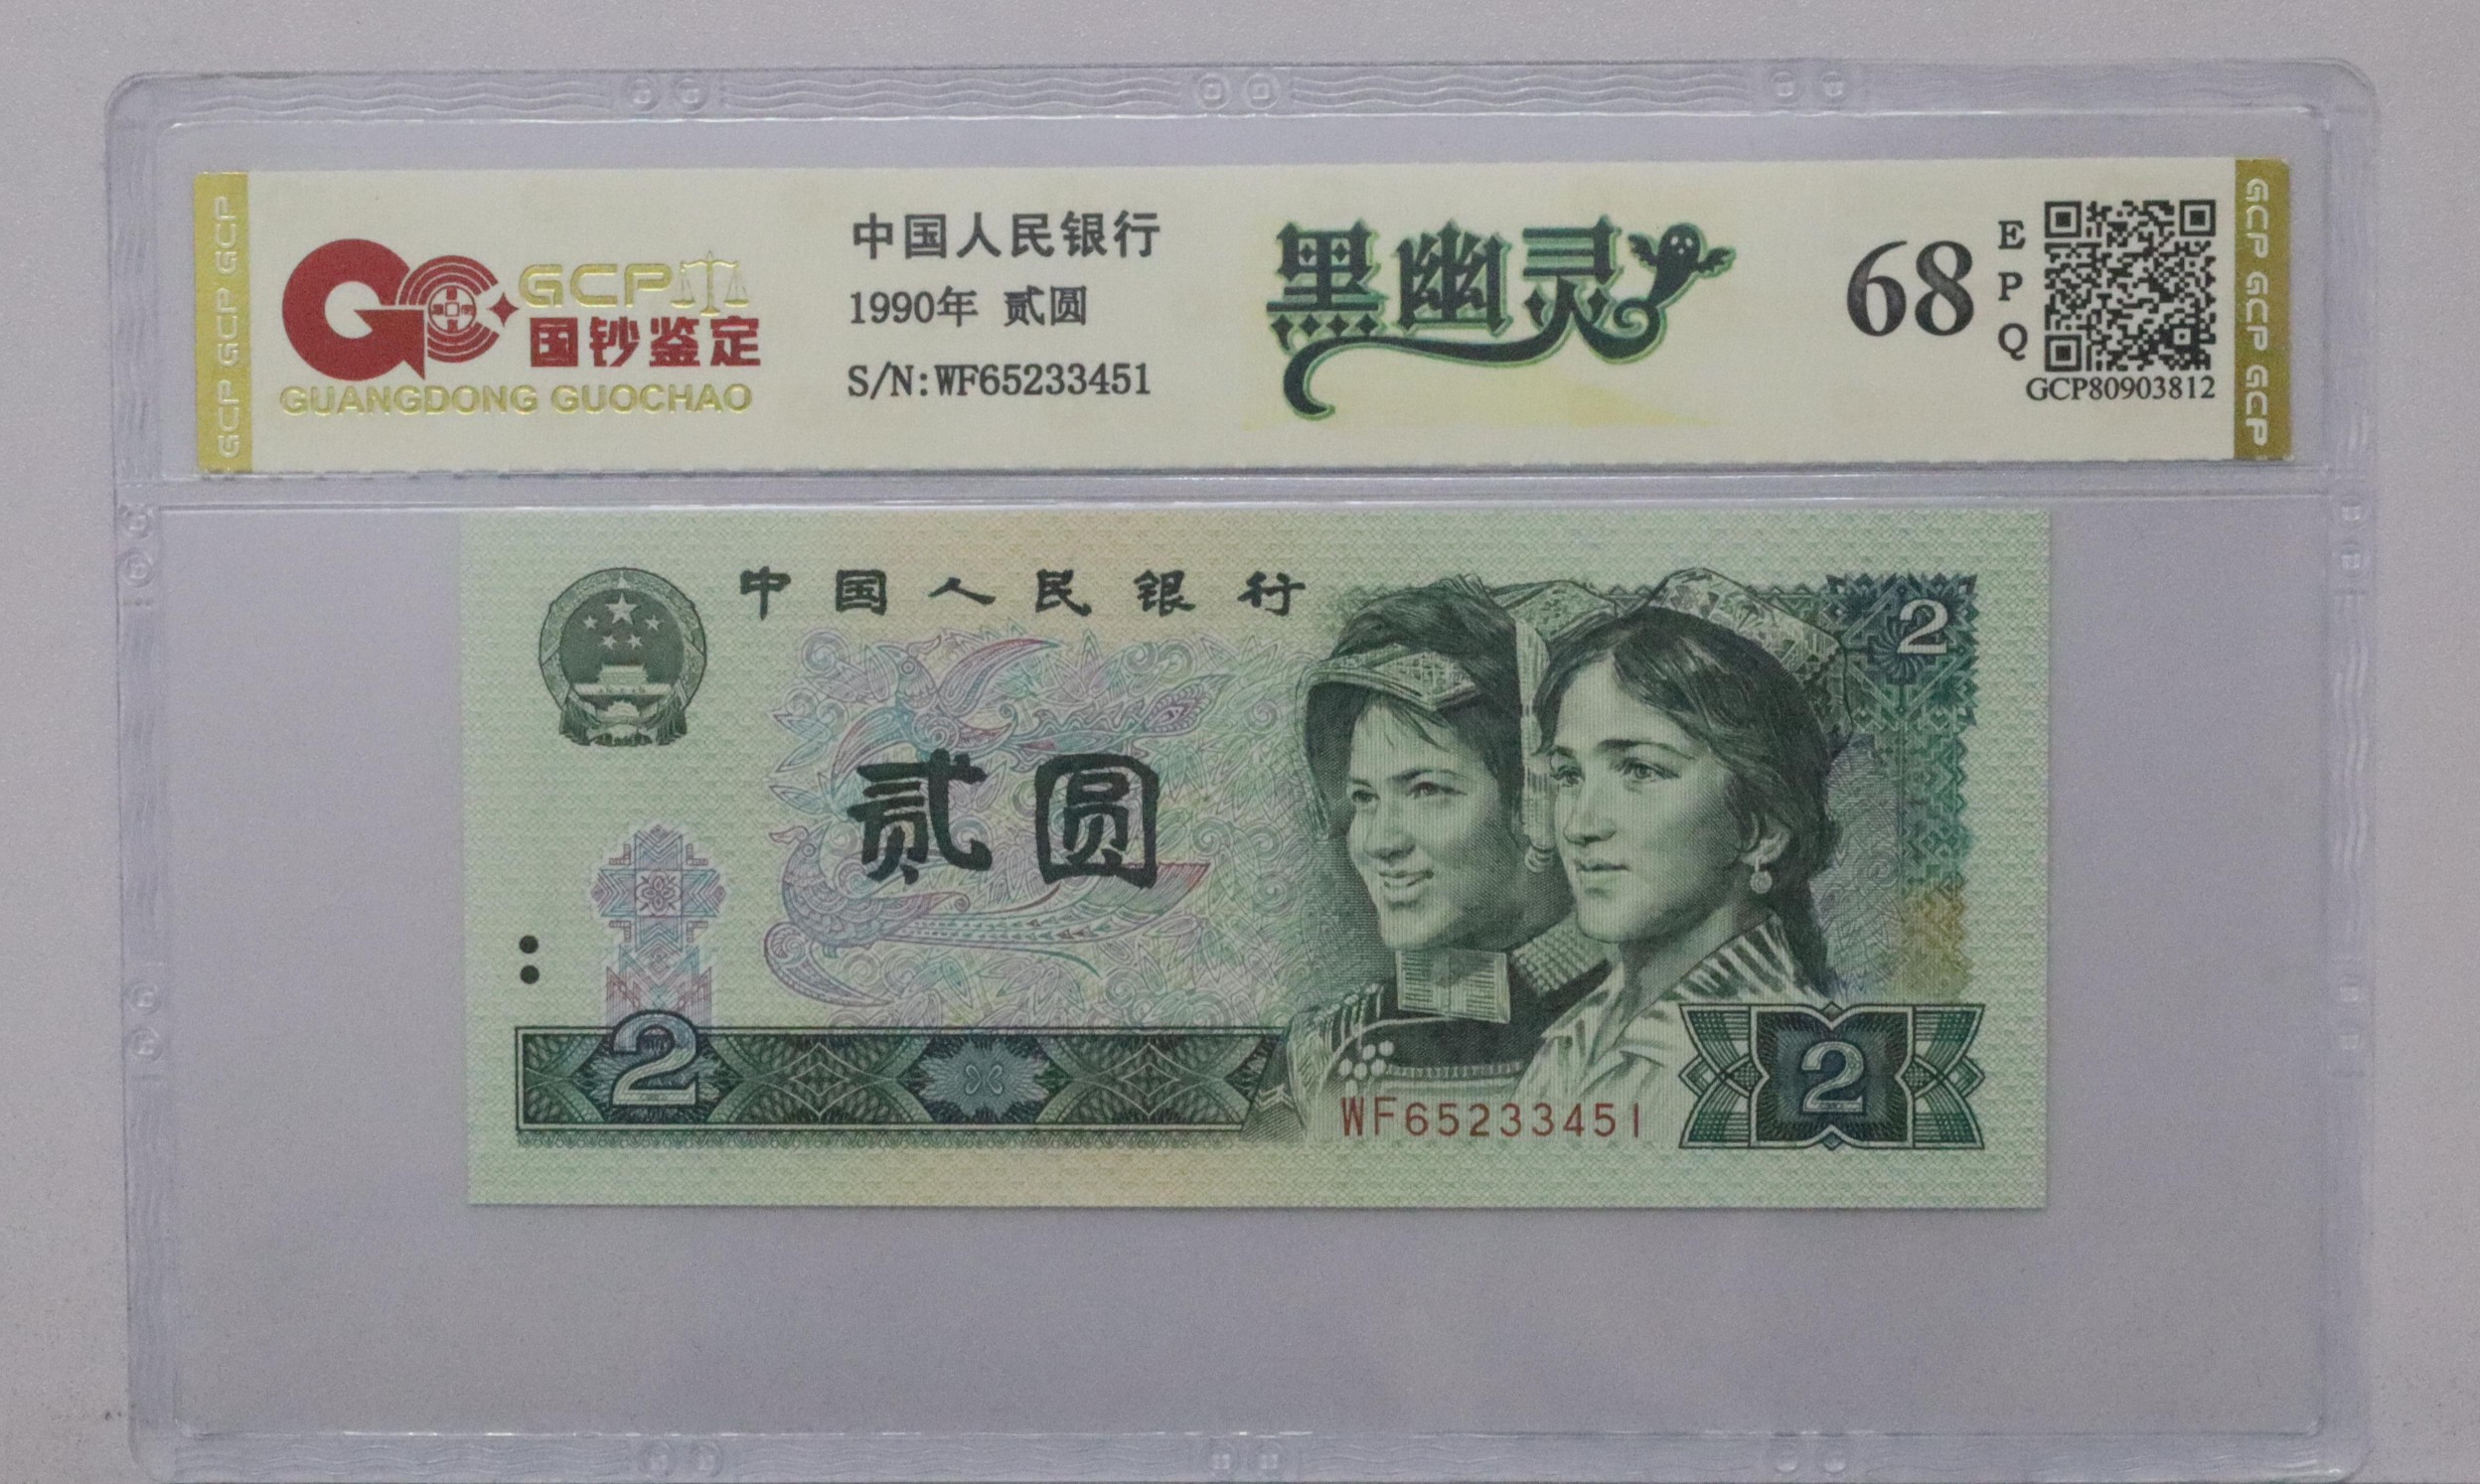 GCP GCP GCP
GCP
国钞鉴定
GUANGDONG GUOCHAO
中国人民银行
1990年 贰圆
S/N:WF65233451
黑幽灵
68
EPQ
GCP80903812
GCP GCP GCP
中国人民银行
2
贰圆
2
WF65233451
2